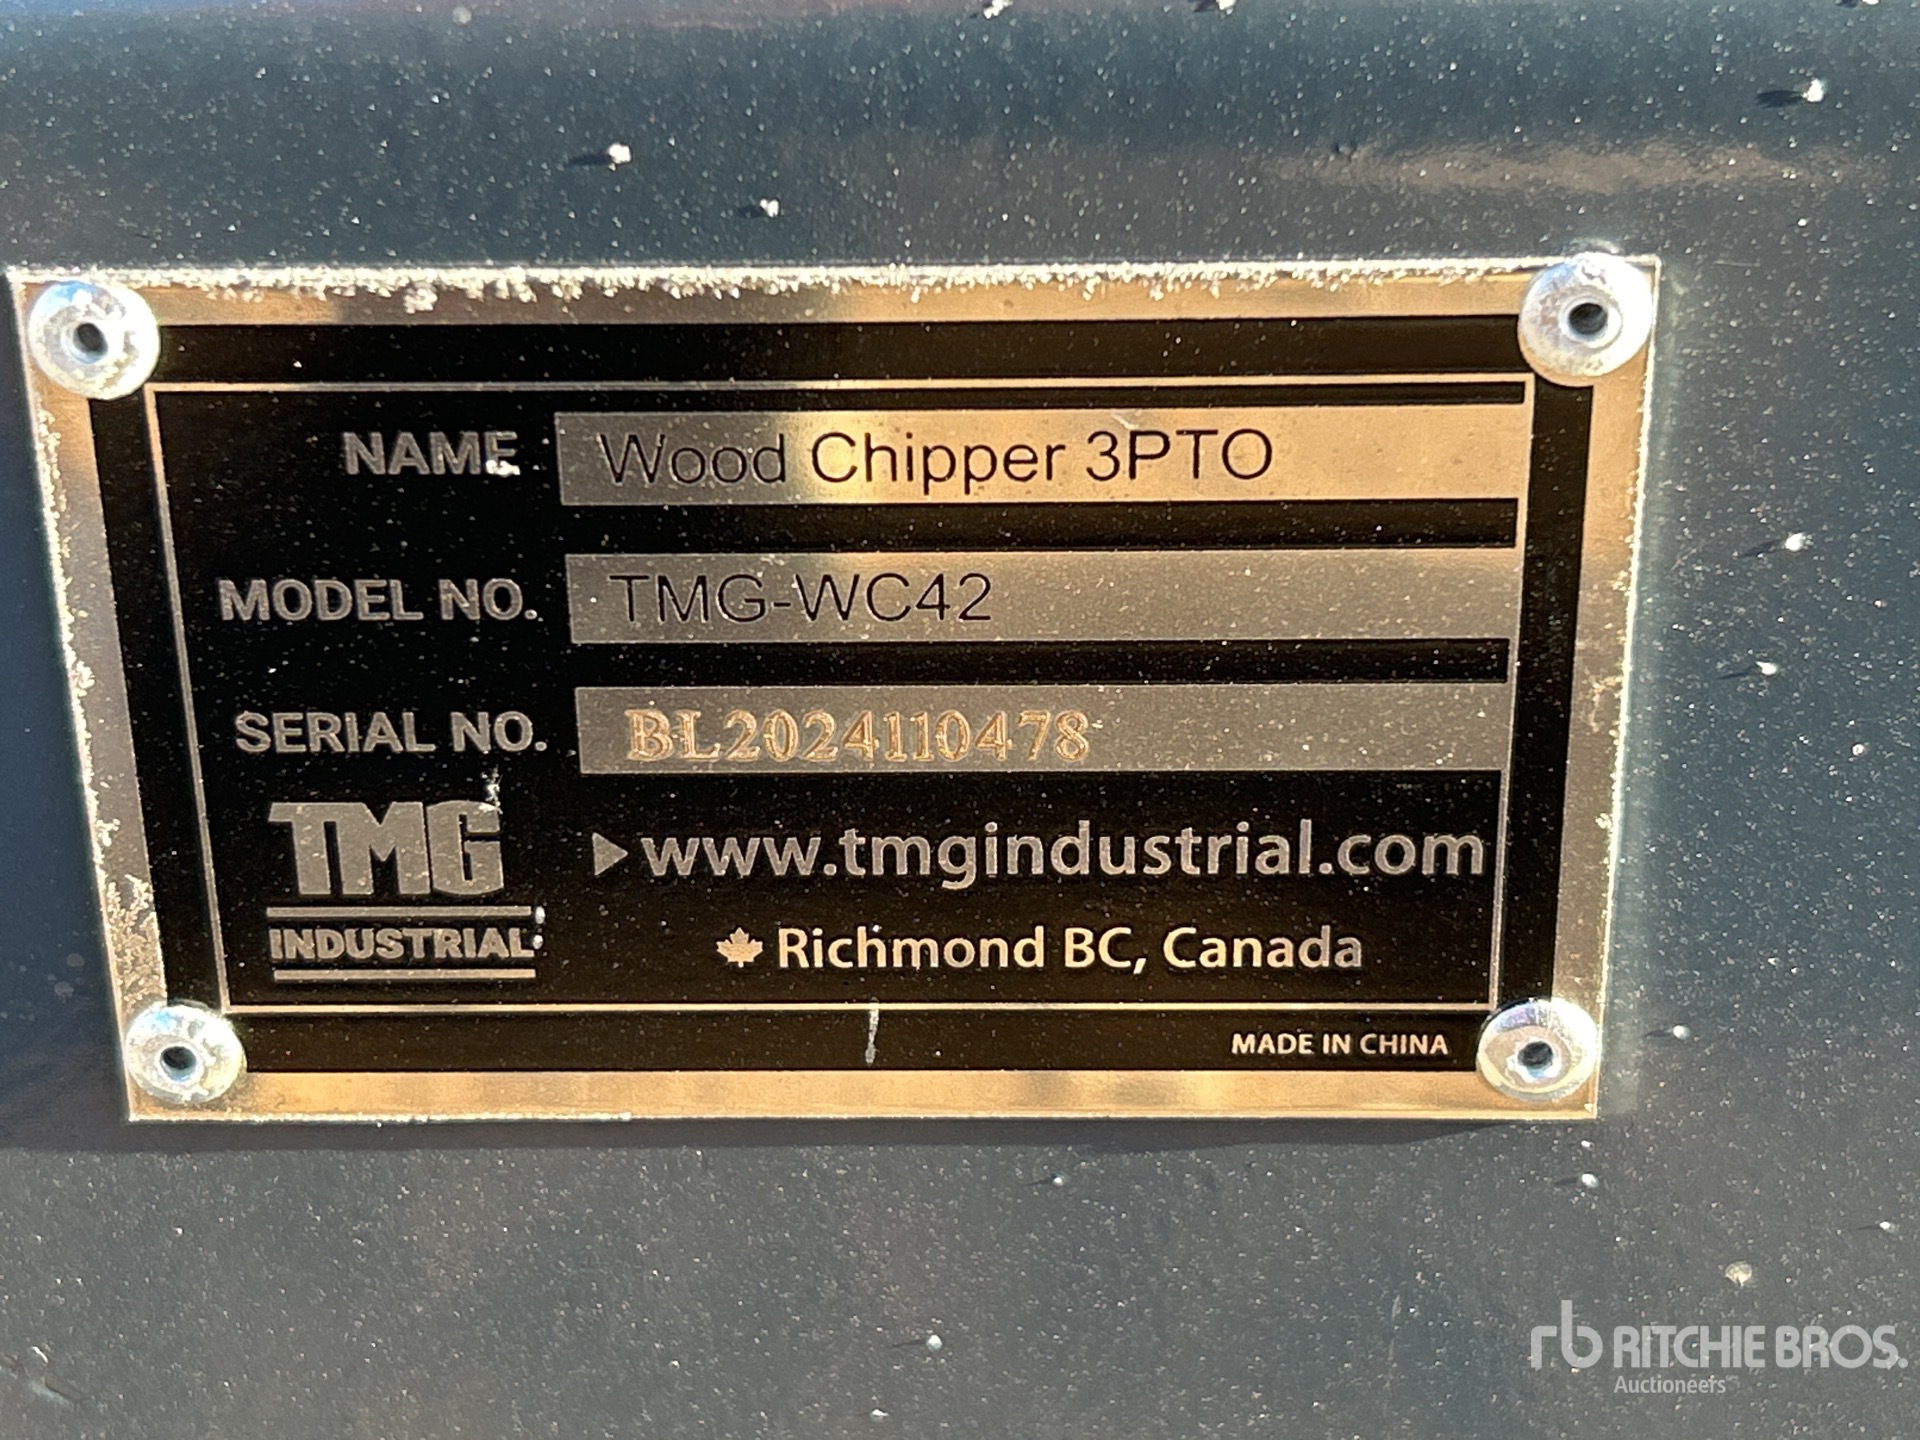 NAME Wood Chipper 3PTO
MODEL NO. TMG-WC42
SERIAL NO. BL2024110478
TMG
INDUSTRIAL
www.tmgindustrial.com
Richmond BC, Canada
MADE IN CHINA
rb RITCHIE BROS.
Auctioneers